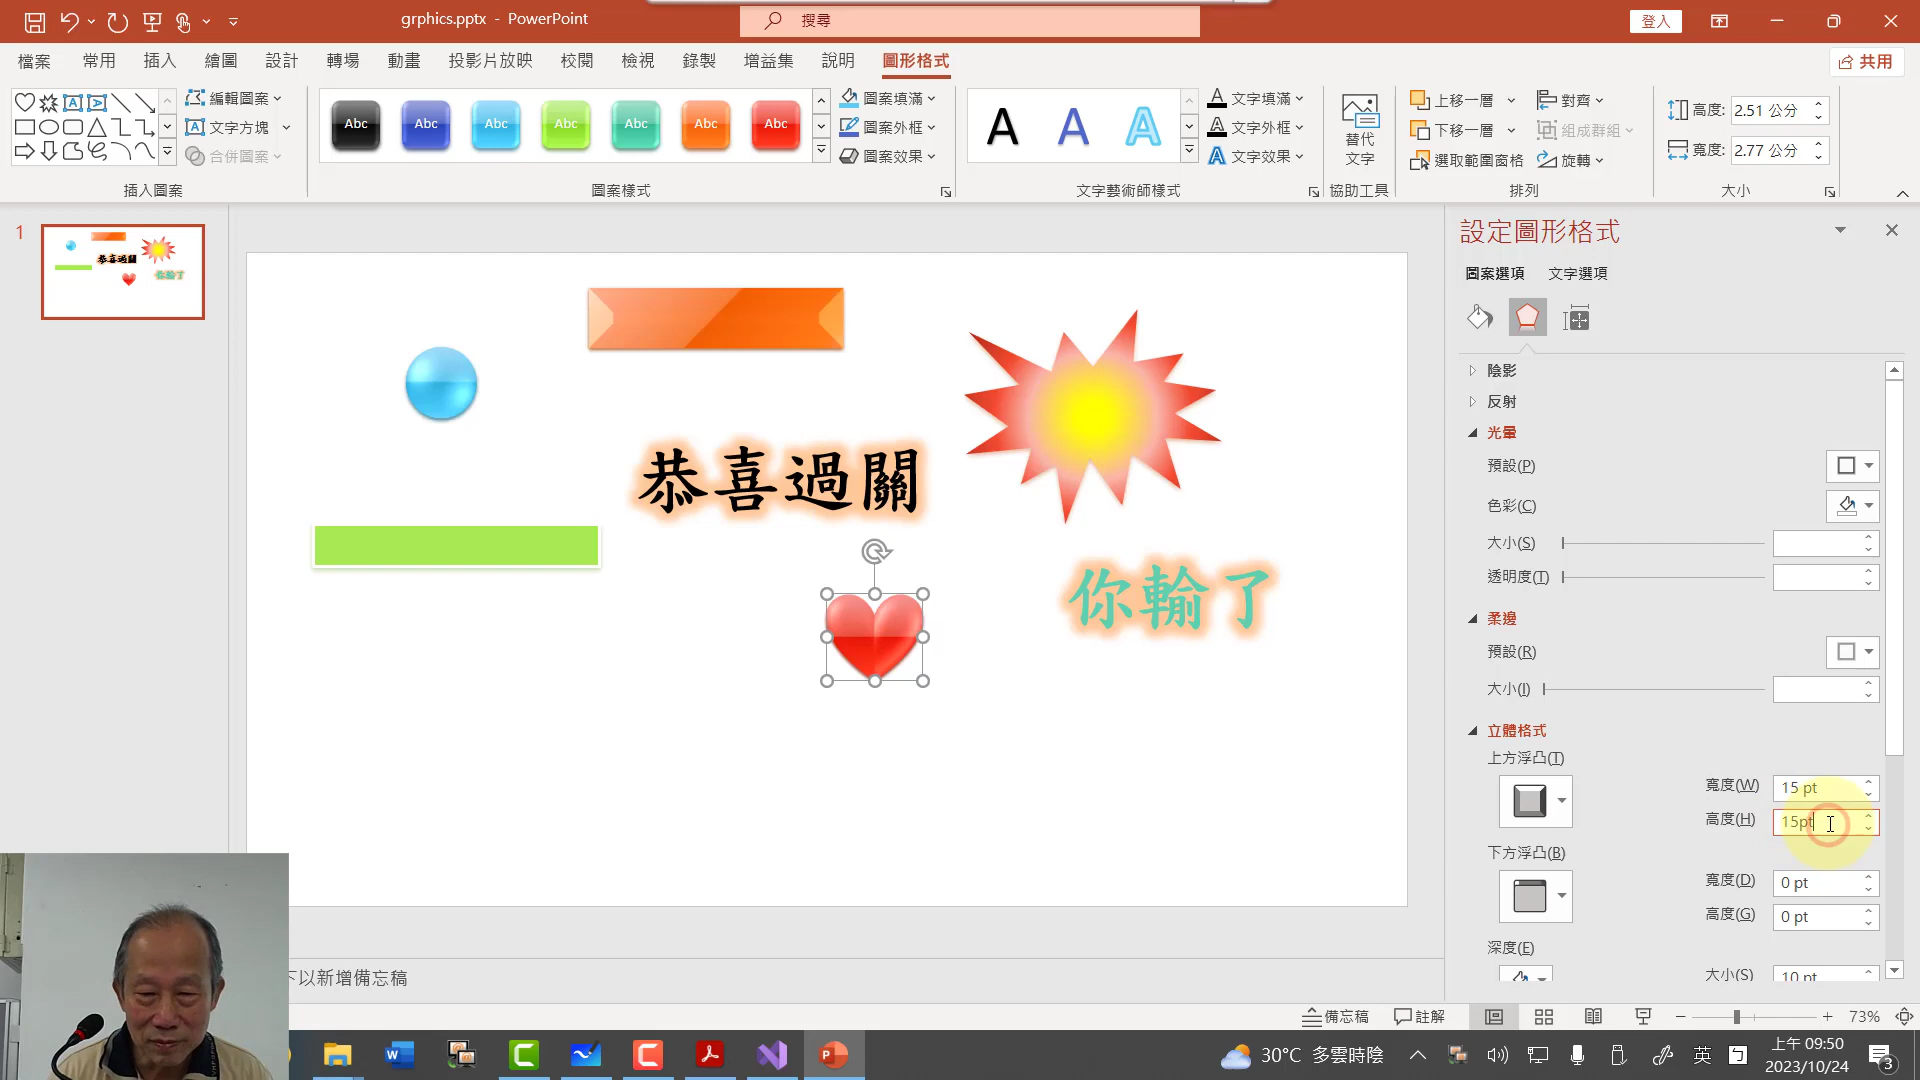 grphics.pptx - PowerPoint
搜尋
登入
檔案 常用 插入 繪圖 設計 轉場 動畫 投影片放映 校閱 檢視 錄製 增益集 說明 圖形格式
共用
編輯圖案
文字方塊
合併圖案
插入圖案
Abc Abc Abc Abc Abc Abc Abc
圖案填滿
圖案外框
圖案效果
圖案樣式
A A A
文字填滿
文字外框
文字效果
文字藝術師樣式
替代
文字
協助工具
上移一層
下移一層
選取範圍窗格
對齊
組成群組
旋轉
排列
高度: 2.51 公分
寬度: 2.77 公分
大小
1
恭喜過關
你輸了
恭喜過關
你輸了
設定圖形格式
圖案選項 文字選項
陰影
反射
光暈
預設(P)
色彩(C)
大小(S)
透明度(T)
柔邊
預設(R)
大小(I)
立體格式
上方浮凸(T)
寬度(W) 15 pt
高度(H) 15pt
下方浮凸(B)
寬度(D) 0 pt
高度(G) 0 pt
深度(E)
大小(S) 10 pt
下以新增備忘稿
備忘稿 註解 73%
30°C 多雲時陰
英
上午 09:50
2023/10/24
3